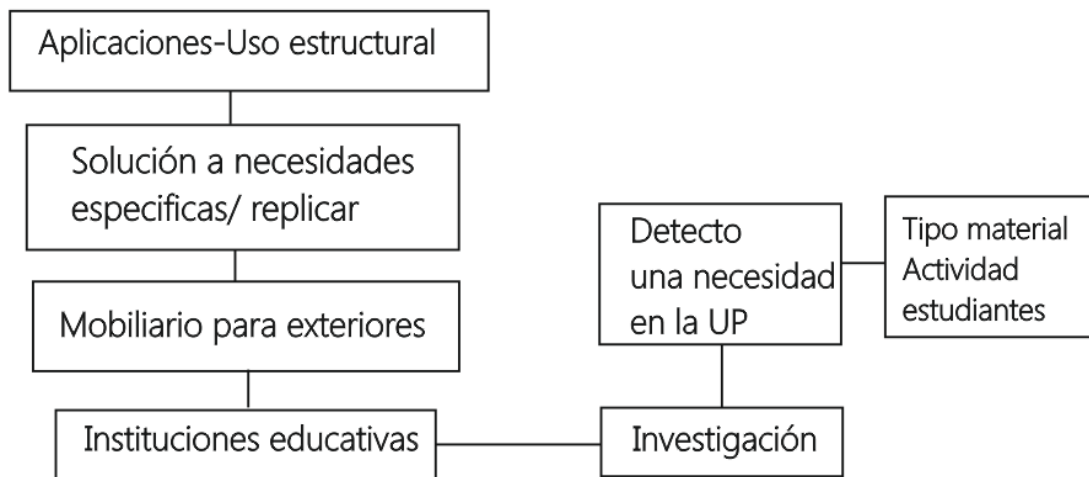 Aplicaciones-Uso estructural
Solución a necesidades
especificas/ replicar
Mobiliario para exteriores
Instituciones educativas
Investigación
Detecto
una necesidad
en la UP
Tipo material
Actividad
estudiantes